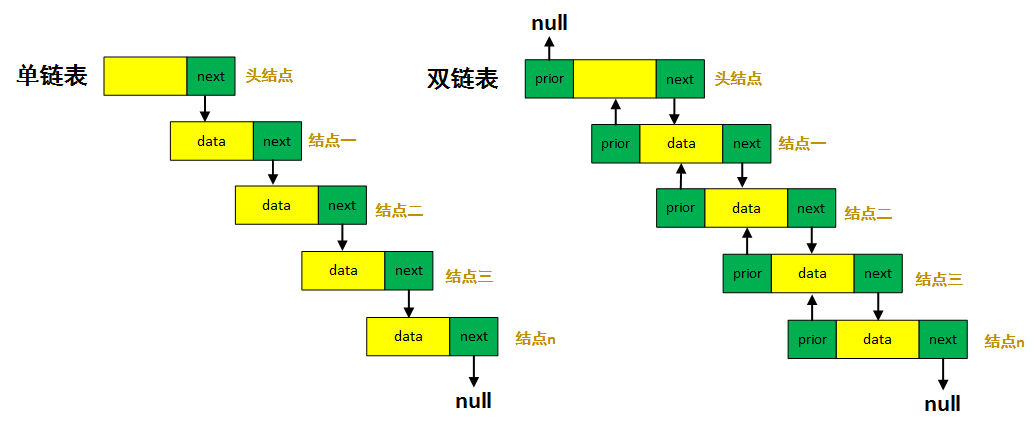 单链表
next
头结点
data
next
结点一
data
next
结点二
data
next
结点三
data
next
结点n
null
null
双链表
prior
next
头结点
prior
data
next
结点一
prior
data
next
结点二
prior
data
next
结点三
prior
data
next
结点n
null